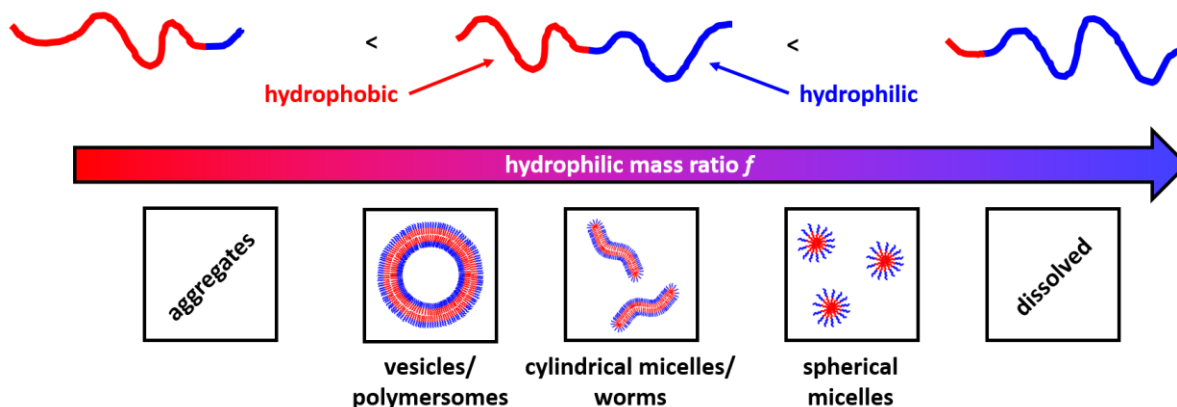 < <
hydrophobic hydrophilic
hydrophilic mass ratio f
aggregates dissolved
vesicles/ cylindrical micelles/ spherical
polymersomes worms micelles